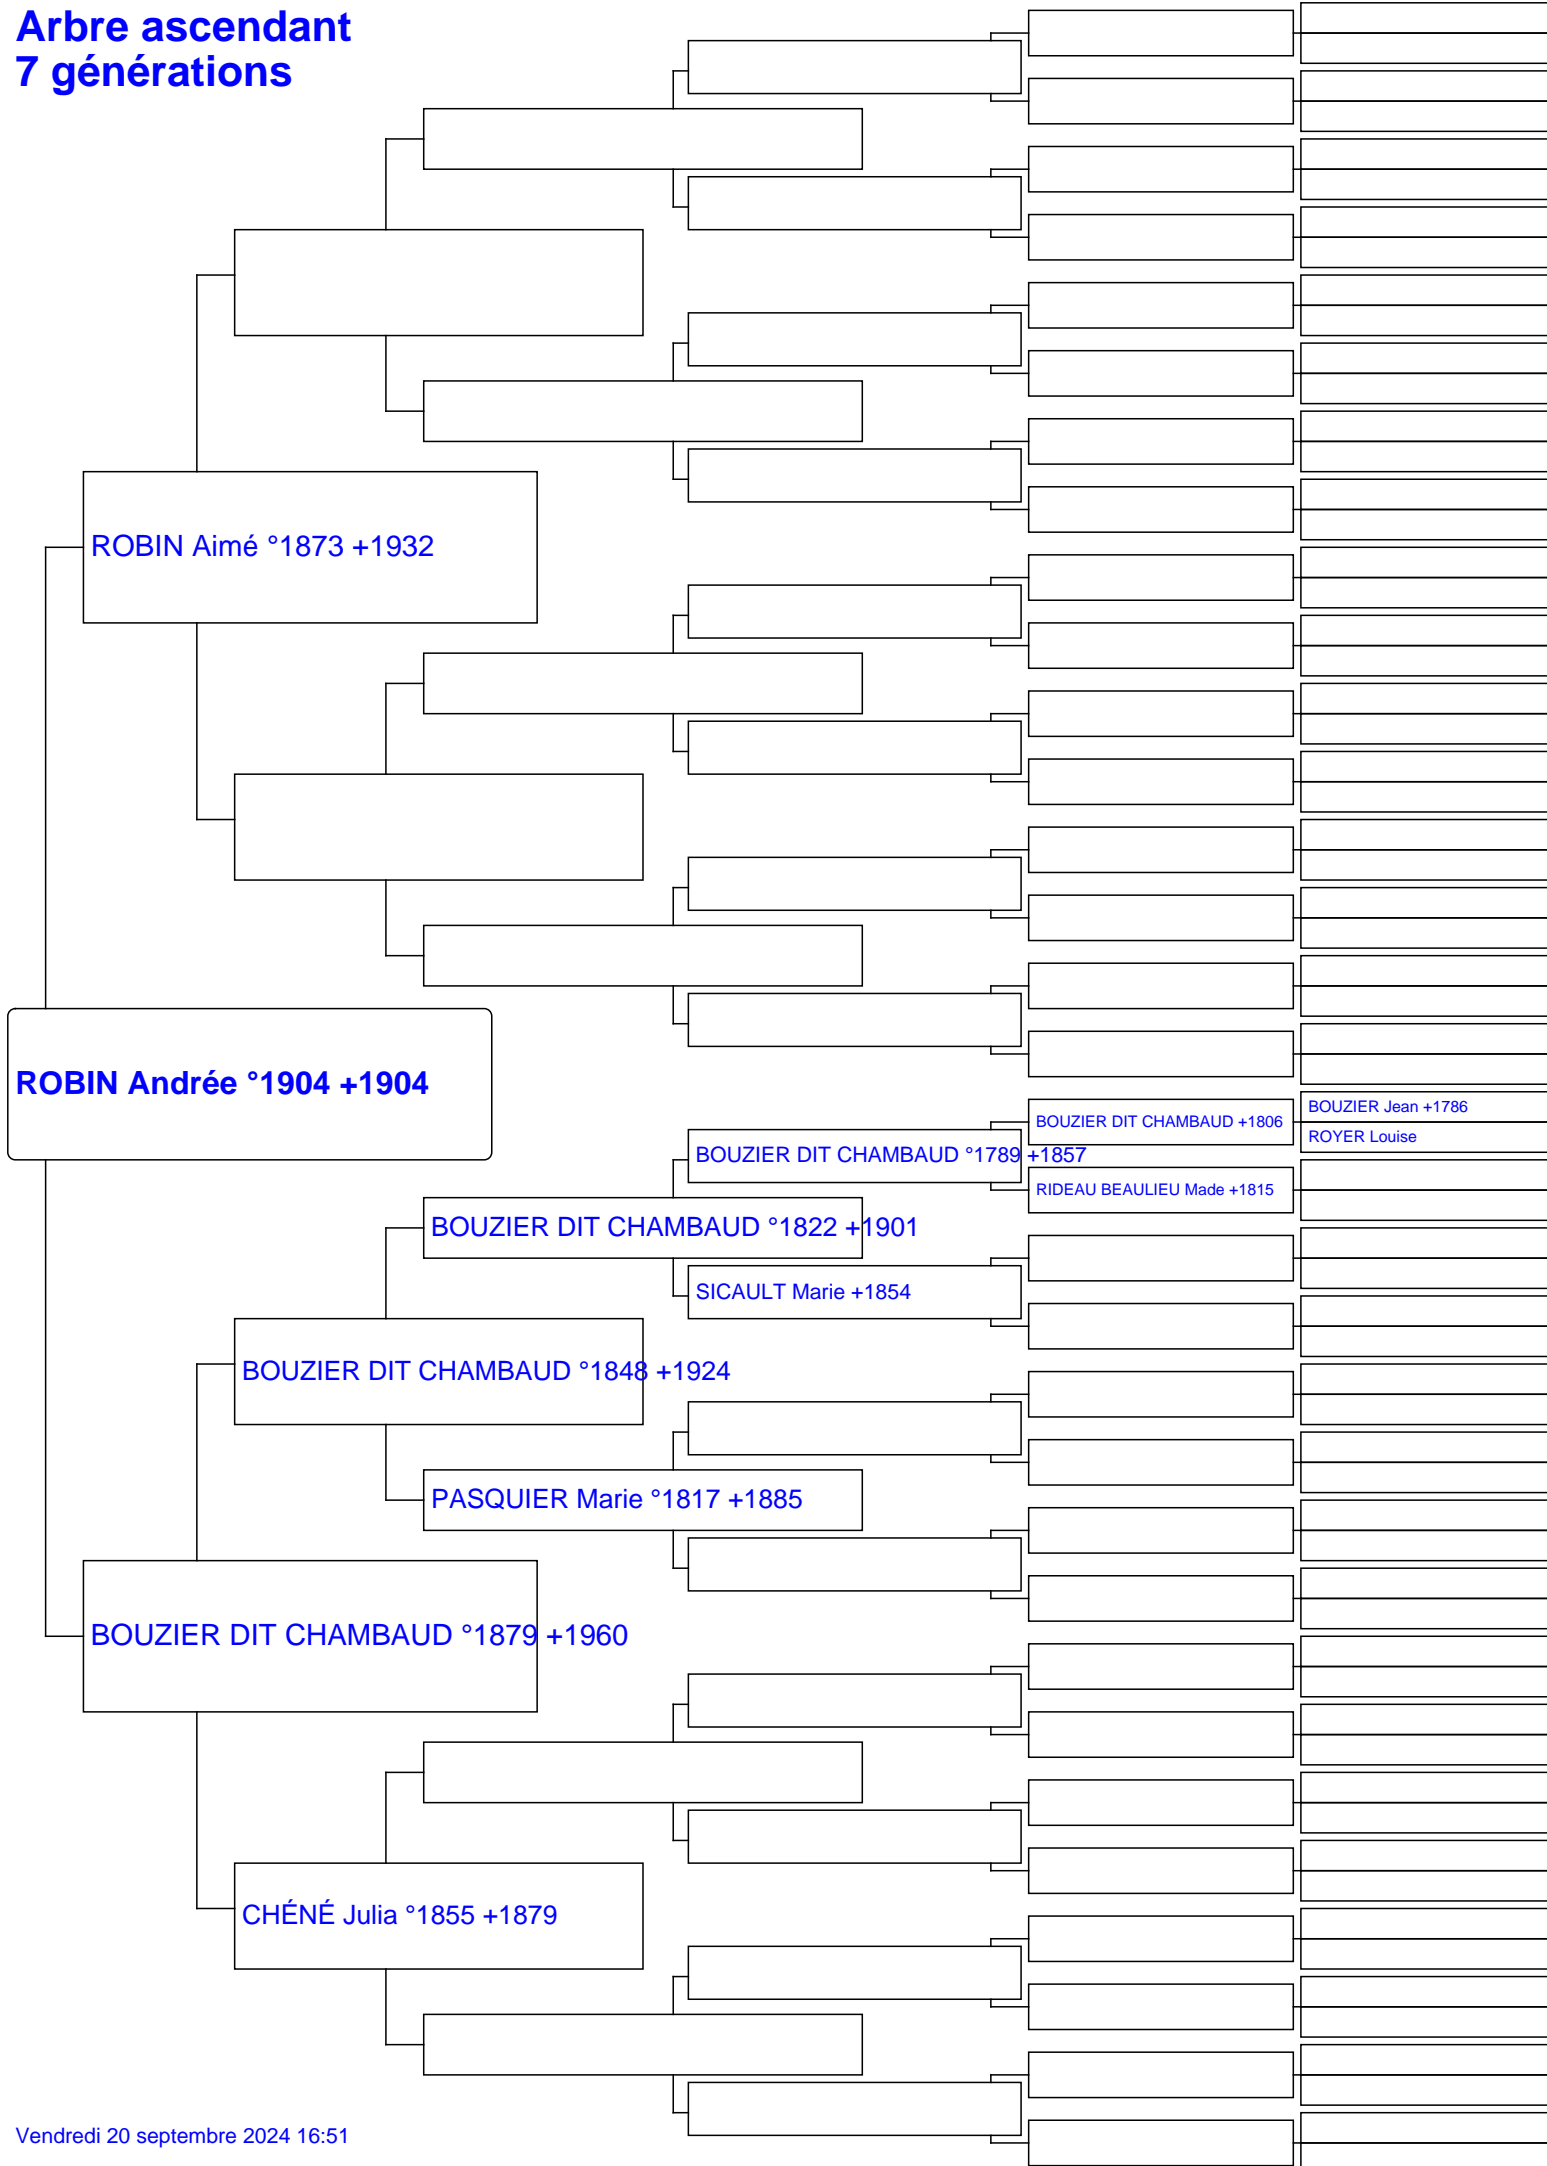 Arbre ascendant
7 générations
ROBIN Aimé °1873 +1932
ROBIN Andrée °1904 +1904
BOUZIER Jean +1786
BOUZIER DIT CHAMBAUD +1806
ROYER Louise
BOUZIER DIT CHAMBAUD °1789 +1857
RIDEAU BEAULIEU Made +1815
BOUZIER DIT CHAMBAUD °1822 +1901
SICAULT Marie +1854
BOUZIER DIT CHAMBAUD °1848 +1924
PASQUIER Marie °1817 +1885
BOUZIER DIT CHAMBAUD °1879 +1960
CHÉNÉ Julia °1855 +1879
Vendredi 20 septembre 2024 16:51